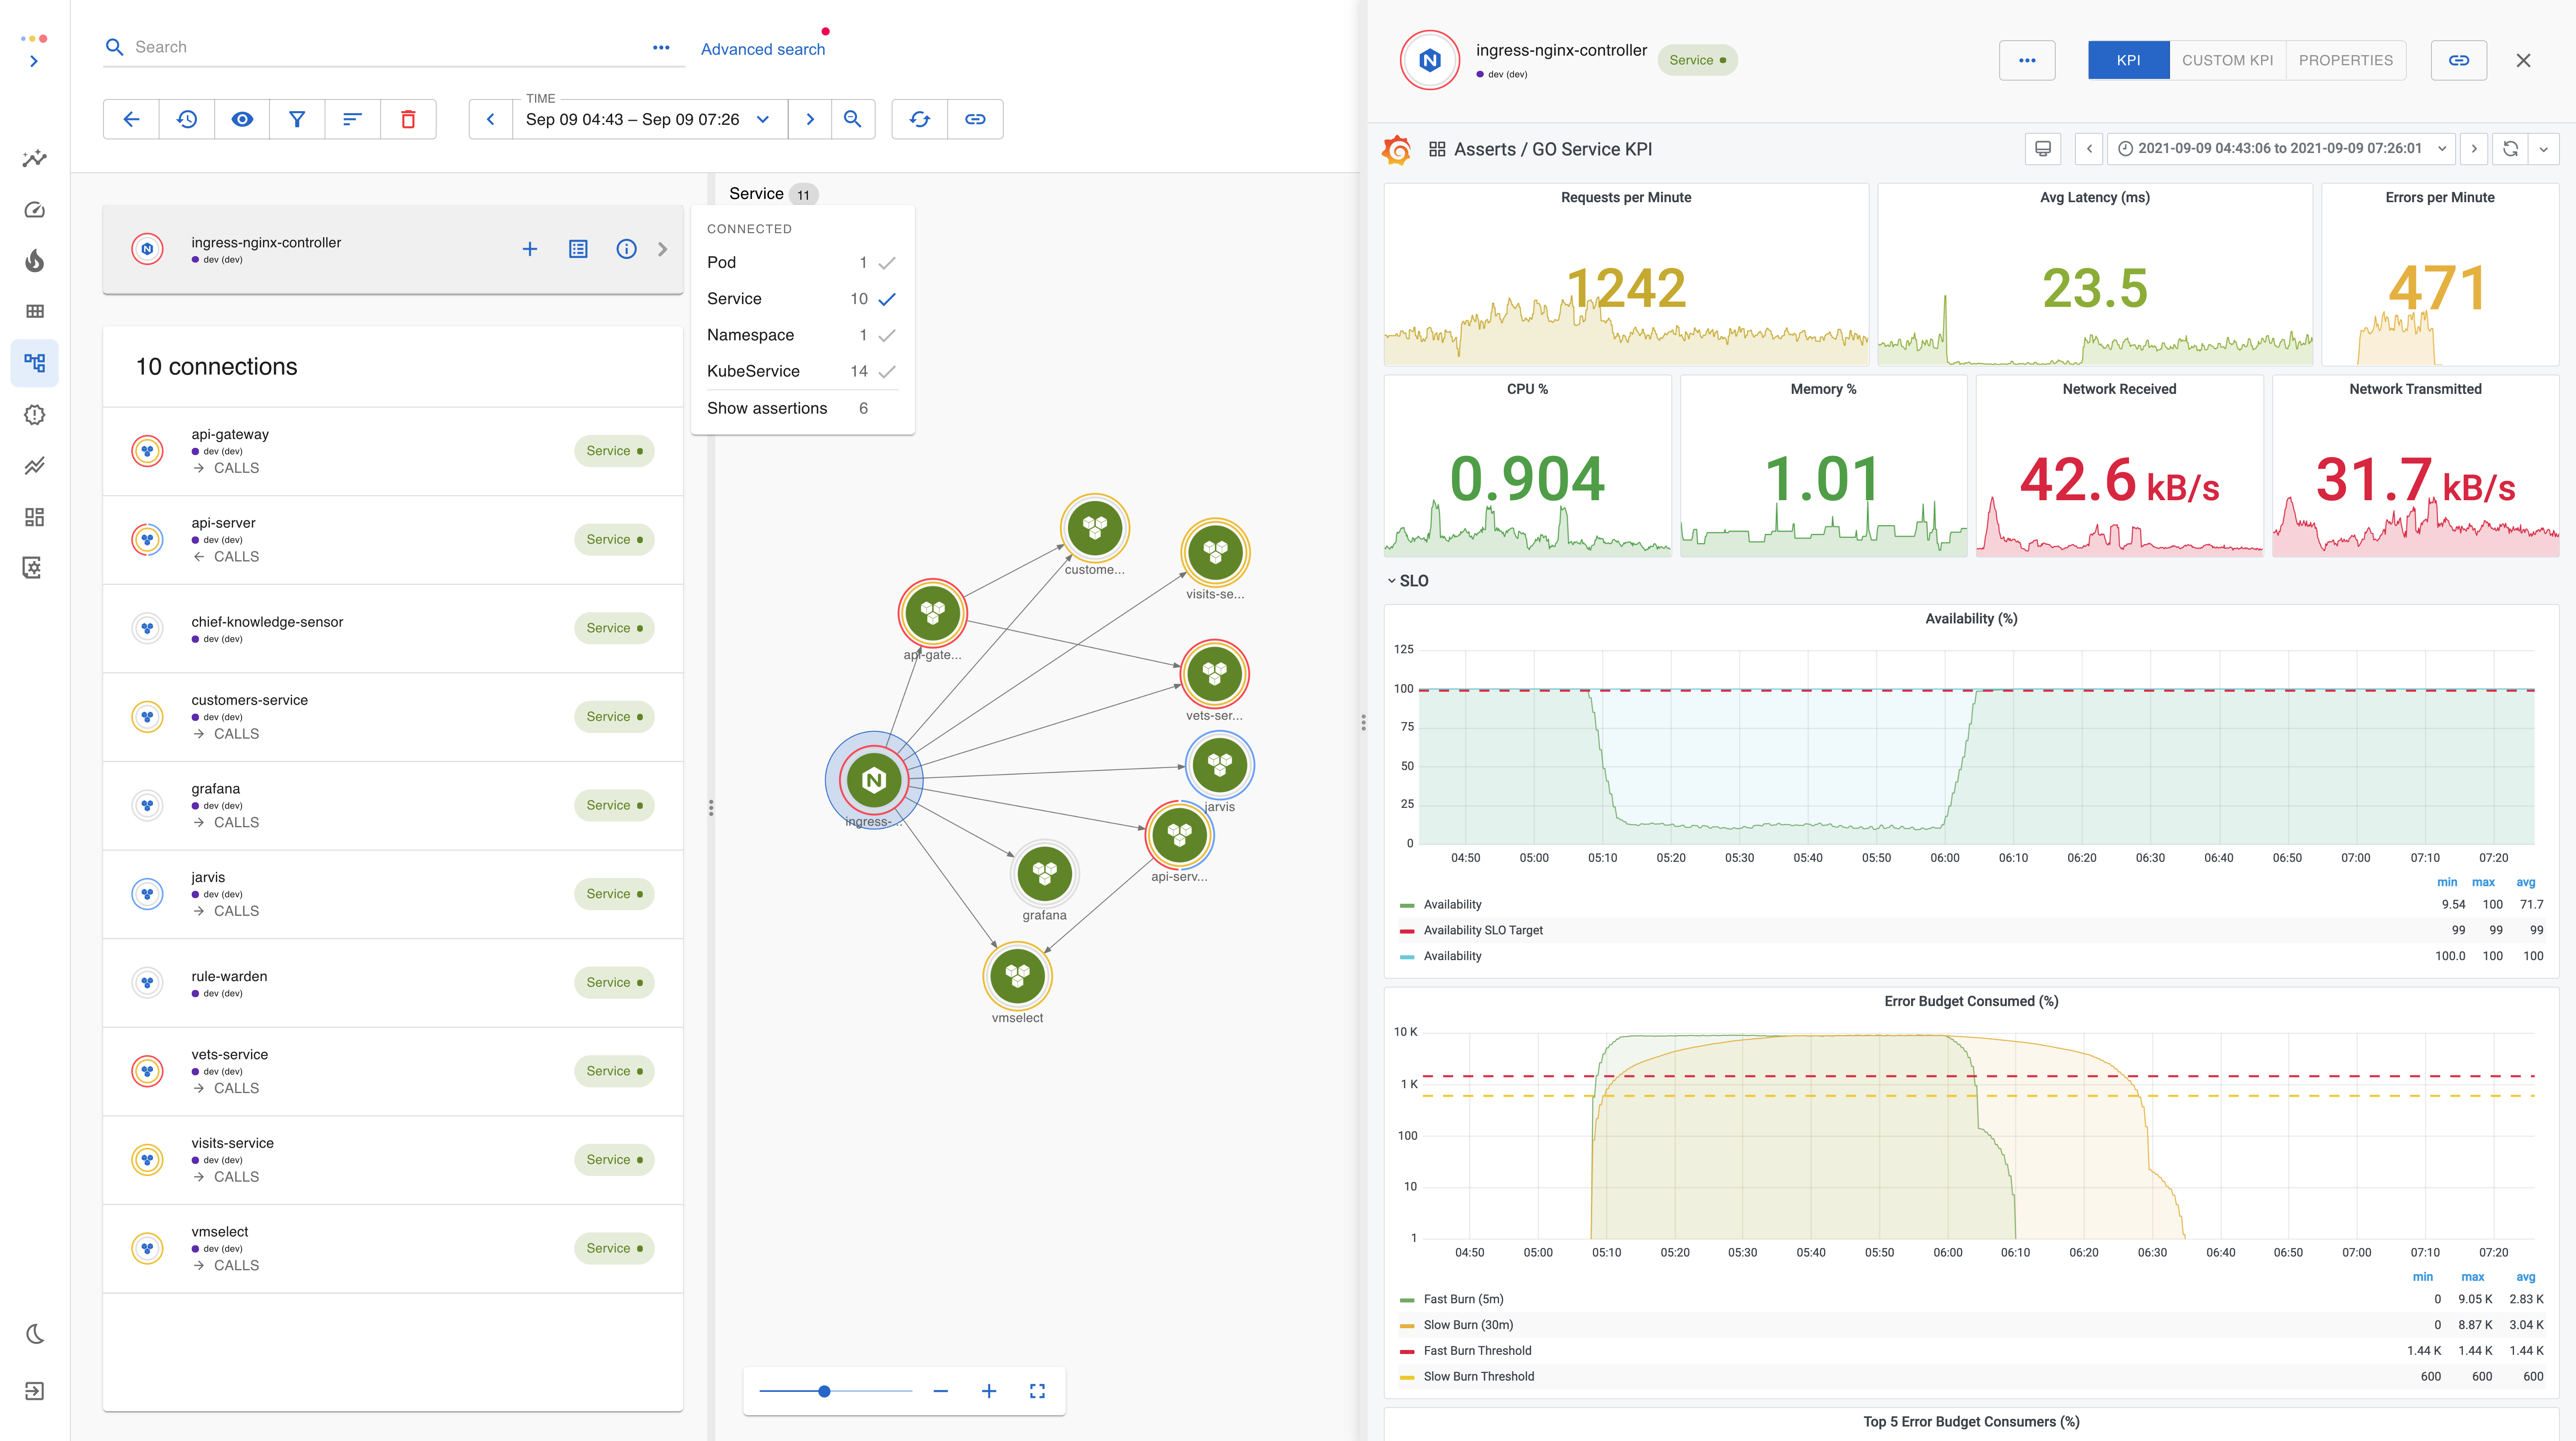 Search
Advanced search
TIME
Sep 09 04:43 – Sep 09 07:26
ingress-nginx-controller
dev (dev)
10 connections
api-gateway
dev (dev)
→ CALLS
Service
api-server
dev (dev)
← CALLS
Service
chief-knowledge-sensor
dev (dev)
Service
customers-service
dev (dev)
→ CALLS
Service
grafana
dev (dev)
→ CALLS
Service
jarvis
dev (dev)
→ CALLS
Service
rule-warden
dev (dev)
Service
vets-service
dev (dev)
→ CALLS
Service
visits-service
dev (dev)
→ CALLS
Service
vmselect
dev (dev)
→ CALLS
Service
Service 11
CONNECTED
Pod 1
Service 10
Namespace 1
KubeService 14
Show assertions 6
custome...
visits-se...
api-gate...
vets-ser...
jarvis
ingress-...
api-serv...
grafana
vmselect
ingress-nginx-controller
dev (dev)
Service
KPI CUSTOM KPI PROPERTIES
Asserts / GO Service KPI
2021-09-09 04:43:06 to 2021-09-09 07:26:01
Requests per Minute
1242
Avg Latency (ms)
23.5
Errors per Minute
471
CPU %
0.904
Memory %
1.01
Network Received
42.6 kB/s
Network Transmitted
31.7 kB/s
SLO
Availability (%)
125
100
75
50
25
0
04:50 05:00 05:10 05:20 05:30 05:40 05:50 06:00 06:10 06:20 06:30 06:40 06:50 07:00 07:10 07:20
min max avg
Availability 9.54 100 71.7
Availability SLO Target 99 99 99
Availability 100.0 100 100
Error Budget Consumed (%)
10 K
1 K
100
10
1
04:50 05:00 05:10 05:20 05:30 05:40 05:50 06:00 06:10 06:20 06:30 06:40 06:50 07:00 07:10 07:20
min max avg
Fast Burn (5m) 0 9.05 K 2.83 K
Slow Burn (30m) 0 8.87 K 3.04 K
Fast Burn Threshold 1.44 K 1.44 K 1.44 K
Slow Burn Threshold 600 600 600
Top 5 Error Budget Consumers (%)